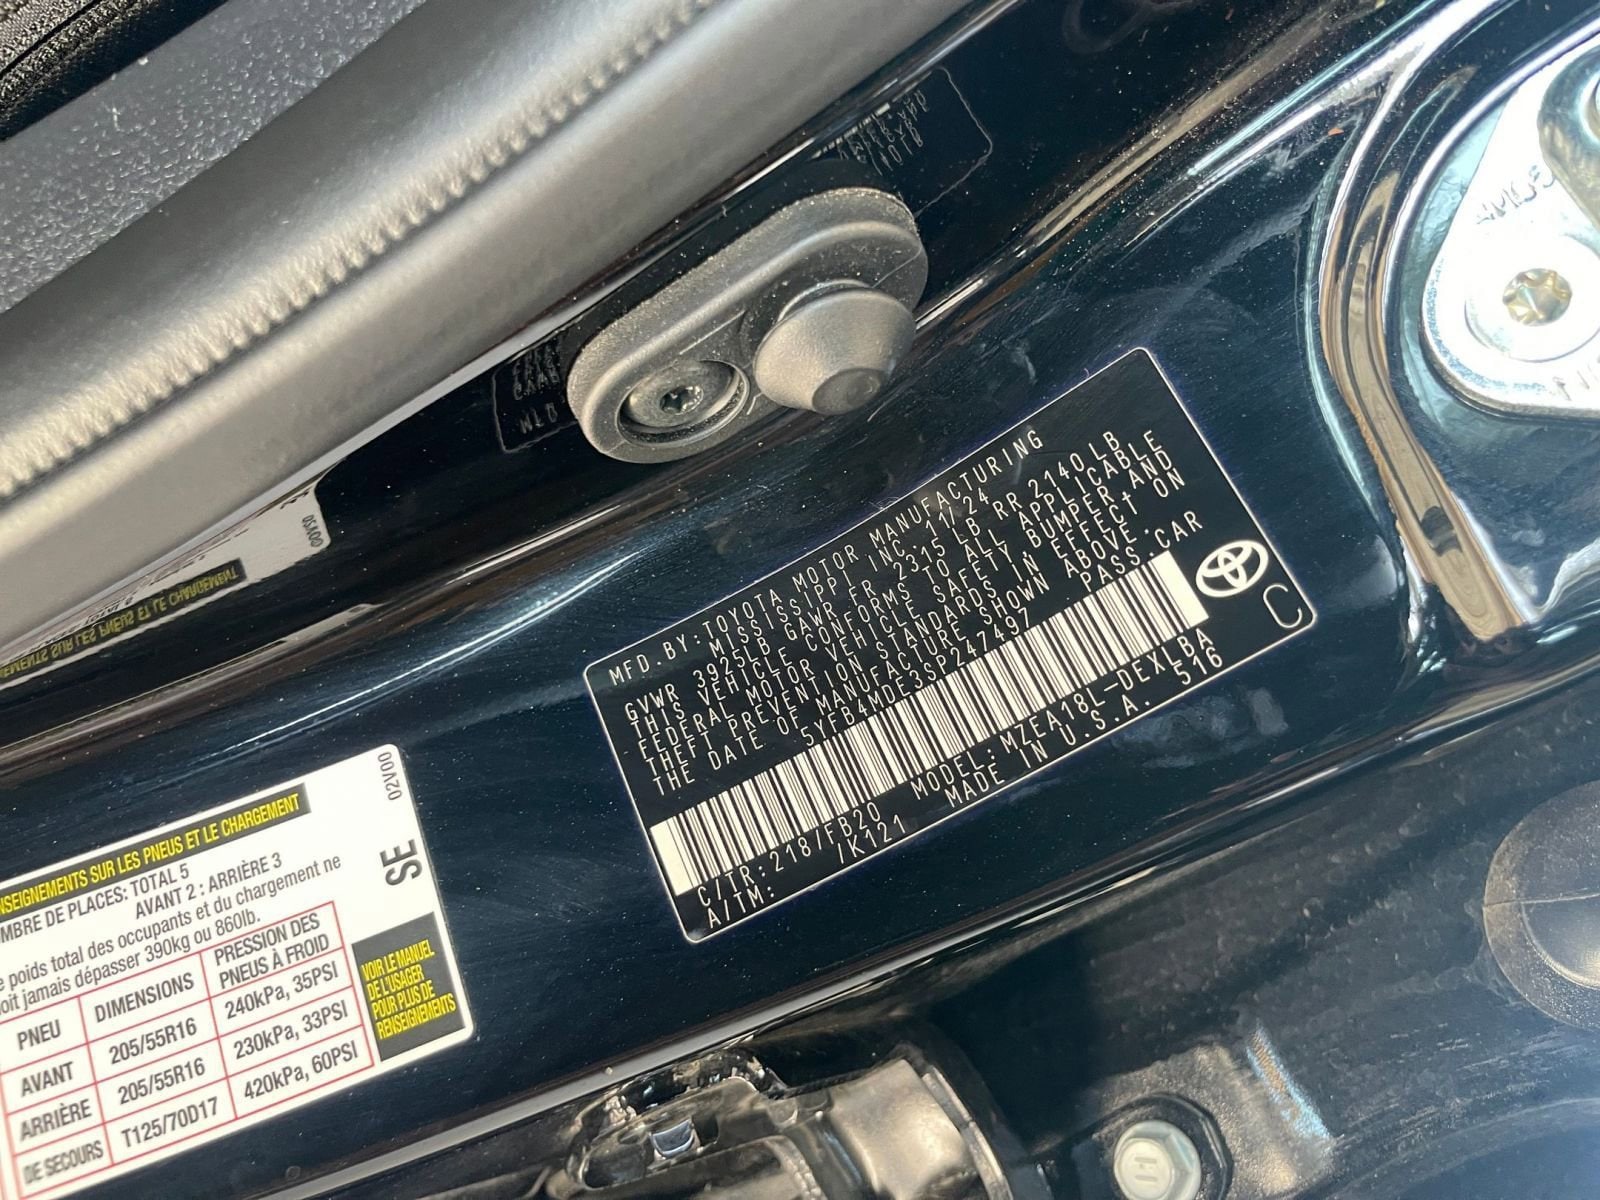 MFD.BY:TOYOTA MOTOR MANUFACTURING
MISSISSIPPI INC.11/24
GVWR 3925LB GAWR FR 2315 LB RR 2140 LB
THIS VEHICLE CONFORMS TO ALL APPLICABLE
FEDERAL MOTOR VEHICLE SAFETY, BUMPER AND
THEFT PREVENTION STANDARDS IN EFFECT ON
THE DATE OF MANUFACTURE SHOWN ABOVE.
5YFB4MDE3SP247497 PASS.CAR
C/TR:218 /FB20 MODEL:MZEA18L-DEXLBA
A/TM: /K121 MADE IN U.S.A. 516
C
PNEUS ET LE CHARGEMENT
02V00
SE
RENSEIGNEMENTS SUR LES PNEUS ET LE CHARGEMENT
NOMBRE DE PLACES: TOTAL 5
AVANT 2 : ARRIÈRE 3
poids total des occupants et du chargement ne
doit jamais dépasser 390kg ou 860lb.
PNEU DIMENSIONS PRESSION DES PNEUS À FROID
AVANT 205/55R16 240kPa, 35PSI
ARRIÈRE 205/55R16 230kPa, 33PSI
DE SECOURS T125/70D17 420kPa, 60PSI
VOIR LE MANUEL
DE L'USAGER
POUR PLUS DE
RENSEIGNEMENTS